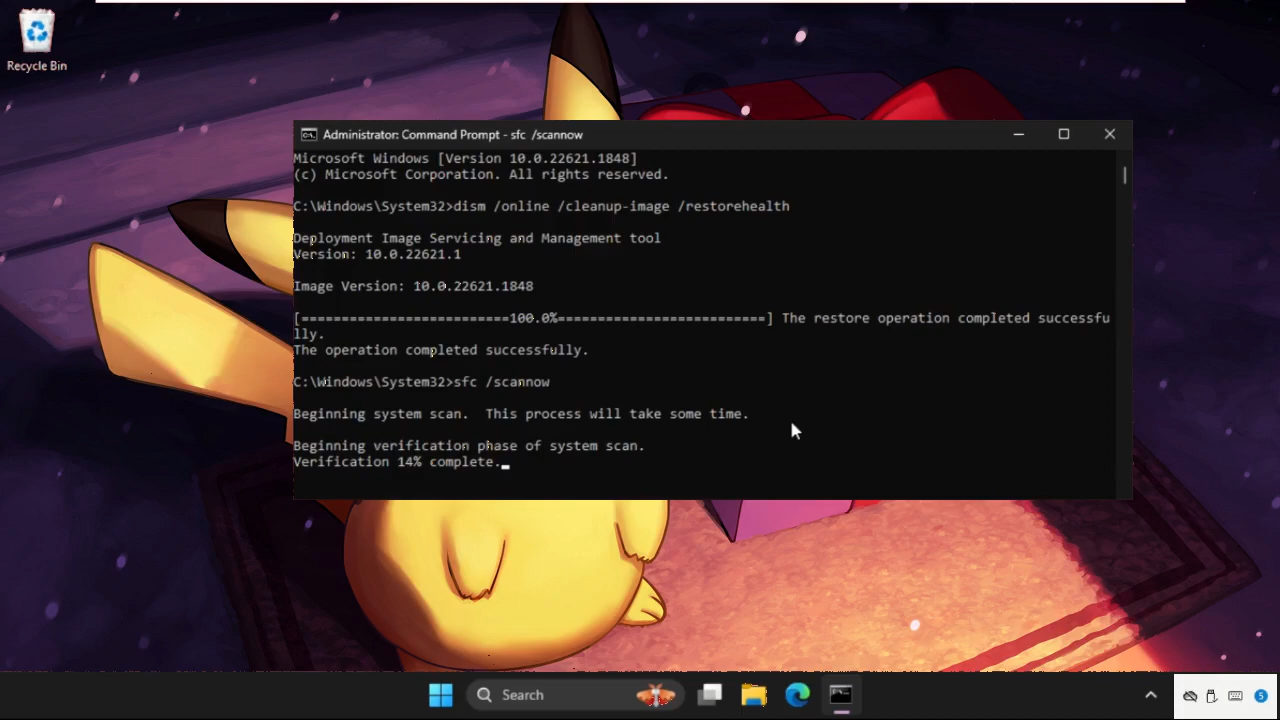 Recycle Bin
Administrator: Command Prompt - sfc /scannow
Microsoft Windows [Version 10.0.22621.1848]
(c) Microsoft Corporation. All rights reserved.
C:\Windows\System32>dism /online /cleanup-image /restorehealth
Deployment Image Servicing and Management tool
Version: 10.0.22621.1
Image Version: 10.0.22621.1848
[==========================100.0%==========================] The restore operation completed successfu
lly.
The operation completed successfully.
C:\Windows\System32>sfc /scannow
Beginning system scan.  This process will take some time.
Beginning verification phase of system scan.
Verification 14% complete.
Search
5